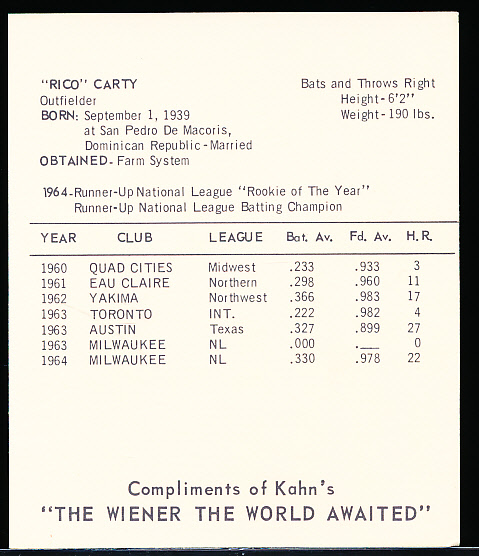 "RICO" CARTY Bats and Throws Right
Outfielder Height-6'2"
BORN: September 1, 1939 Weight-190 lbs.
at San Pedro De Macoris,
Dominican Republic-Married
OBTAINED- Farm System
1964-Runner-Up National League "Rookie of The Year"
Runner-Up National League Batting Champion
YEAR CLUB LEAGUE Bat. Av. Fd. Av. H.R.
1960 QUAD CITIES Midwest .233 .933 3
1961 EAU CLAIRE Northern .298 .960 11
1962 YAKIMA Northwest .366 .983 17
1963 TORONTO INT. .222 .982 4
1963 AUSTIN Texas .327 .899 27
1963 MILWAUKEE NL .000 .__ 0
1964 MILWAUKEE NL .330 .978 22
Compliments of Kahn's
"THE WIENER THE WORLD AWAITED"